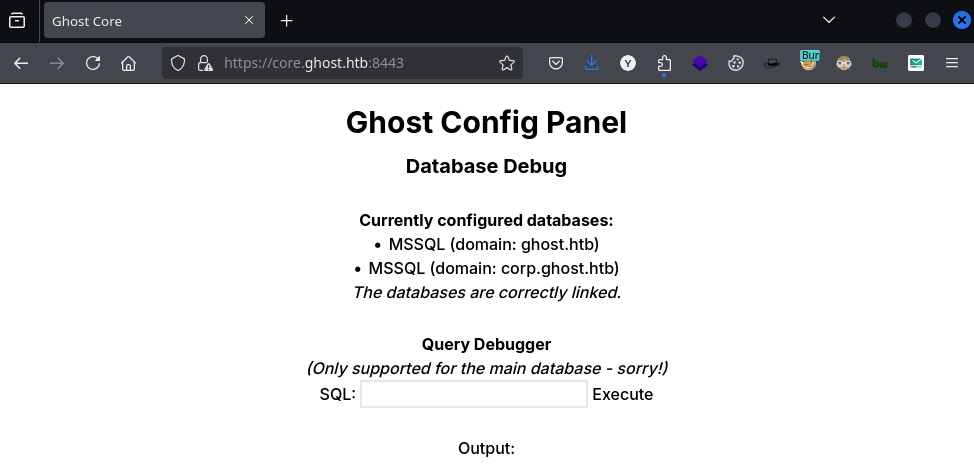 Ghost Core
https://core.ghost.htb:8443
Bur
Ghost Config Panel
Database Debug
Currently configured databases:
• MSSQL (domain: ghost.htb)
• MSSQL (domain: corp.ghost.htb)
The databases are correctly linked.
Query Debugger
(Only supported for the main database - sorry!)
SQL: Execute
Output: